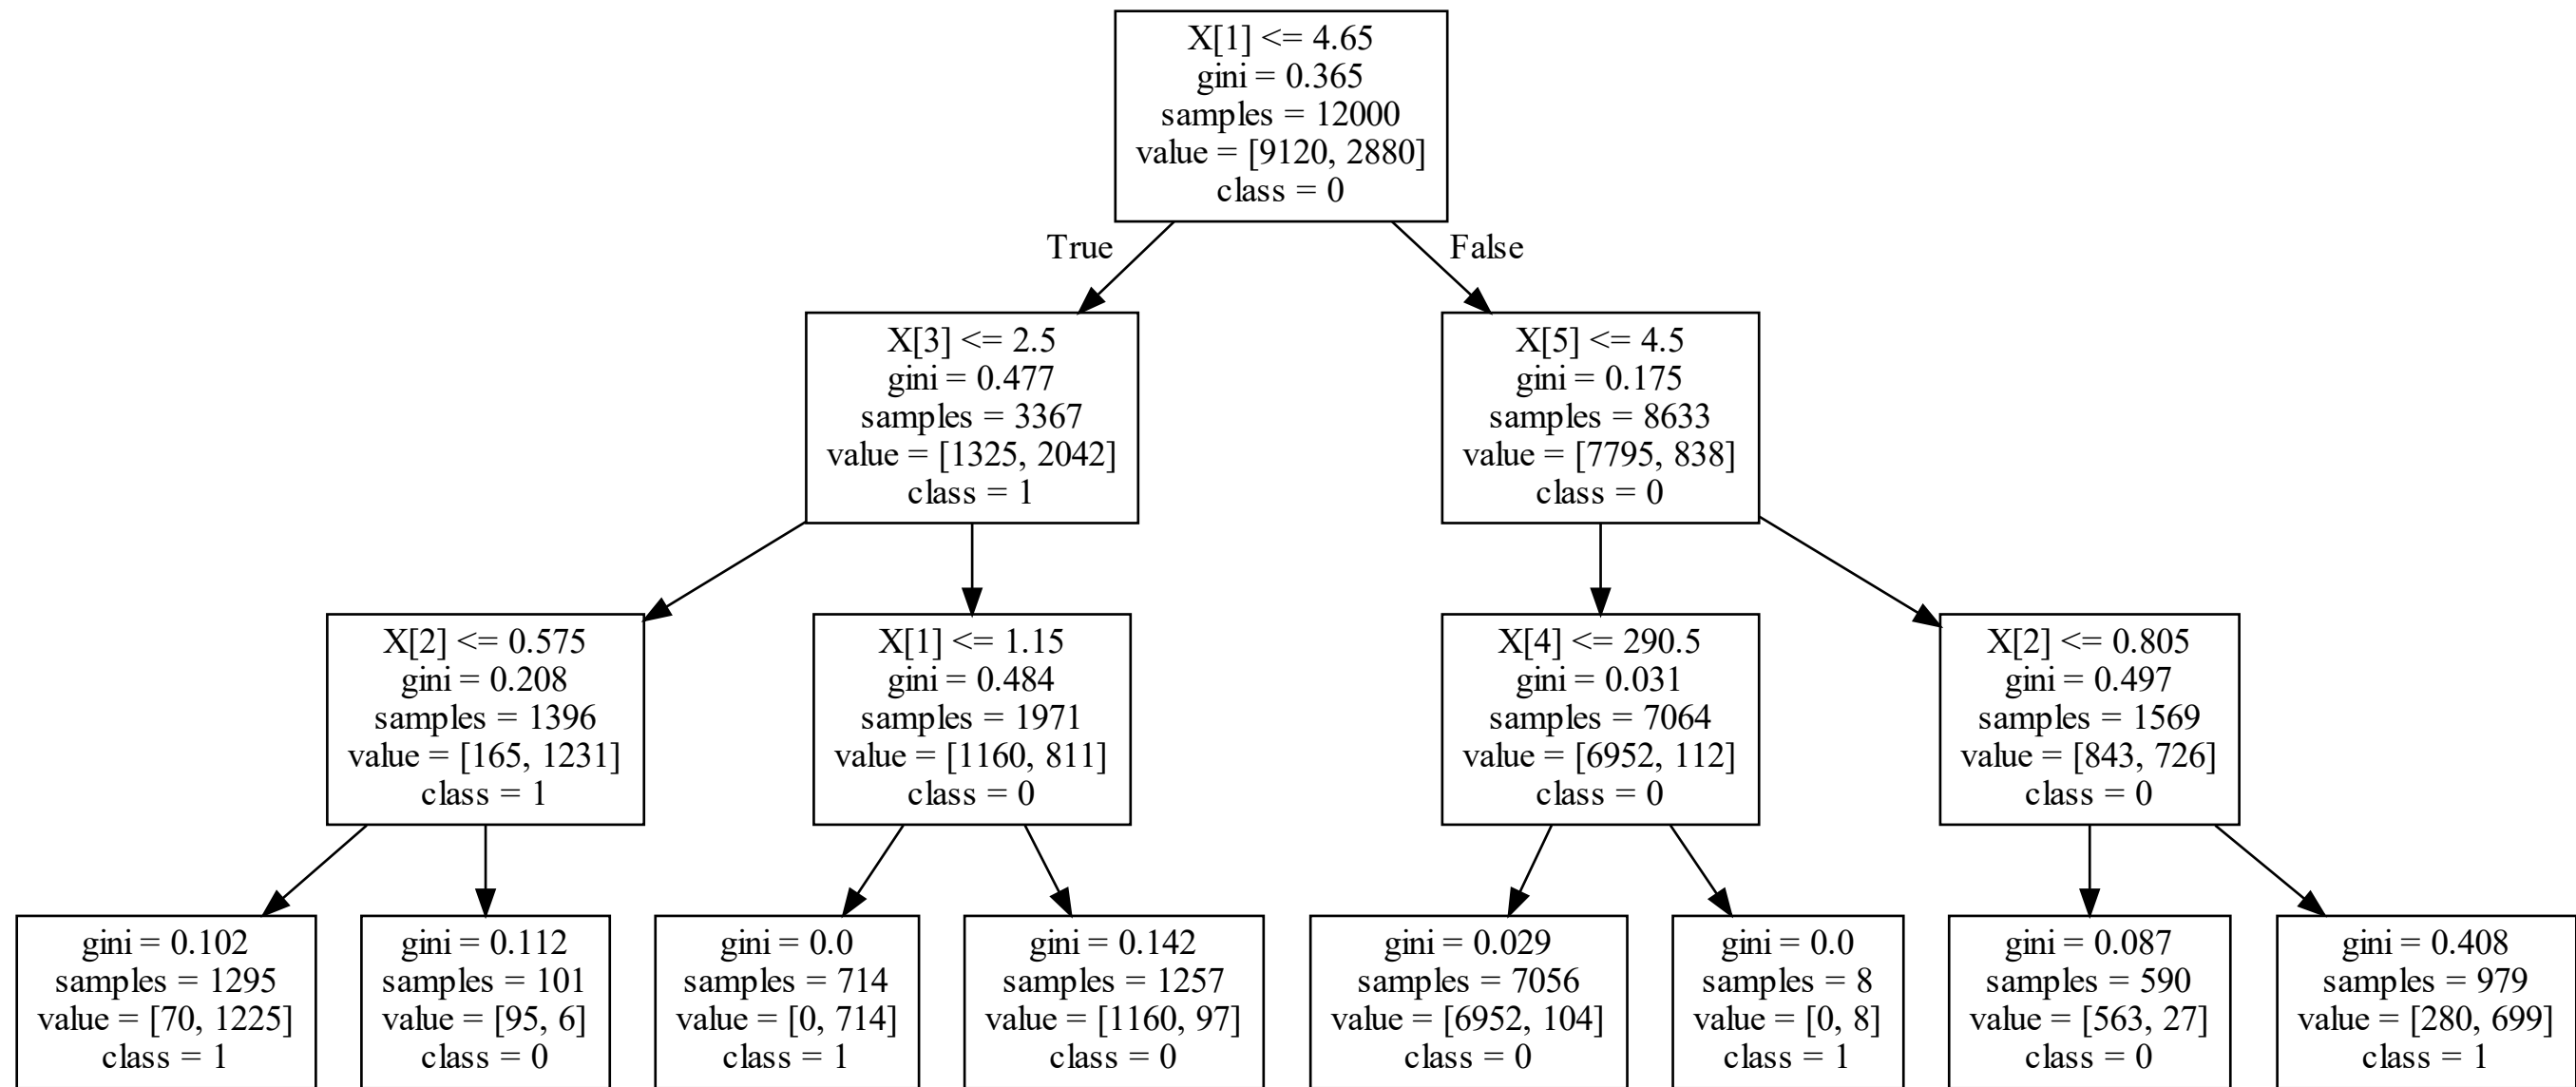 X[1] <= 4.65
gini = 0.365
samples = 12000
value = [9120, 2880]
class = 0
True
False
X[3] <= 2.5
gini = 0.477
samples = 3367
value = [1325, 2042]
class = 1
X[5] <= 4.5
gini = 0.175
samples = 8633
value = [7795, 838]
class = 0
X[2] <= 0.575
gini = 0.208
samples = 1396
value = [165, 1231]
class = 1
X[1] <= 1.15
gini = 0.484
samples = 1971
value = [1160, 811]
class = 0
X[4] <= 290.5
gini = 0.031
samples = 7064
value = [6952, 112]
class = 0
X[2] <= 0.805
gini = 0.497
samples = 1569
value = [843, 726]
class = 0
gini = 0.102
samples = 1295
value = [70, 1225]
class = 1
gini = 0.112
samples = 101
value = [95, 6]
class = 0
gini = 0.0
samples = 714
value = [0, 714]
class = 1
gini = 0.142
samples = 1257
value = [1160, 97]
class = 0
gini = 0.029
samples = 7056
value = [6952, 104]
class = 0
gini = 0.0
samples = 8
value = [0, 8]
class = 1
gini = 0.087
samples = 590
value = [563, 27]
class = 0
gini = 0.408
samples = 979
value = [280, 699]
class = 1